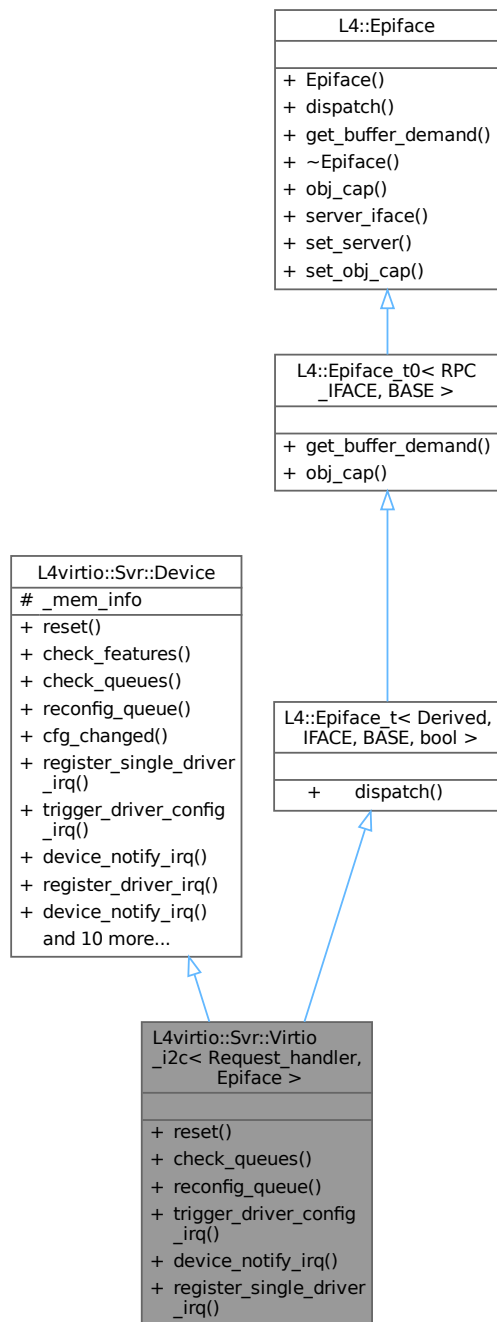 L4::Epiface
+ Epiface()
+ dispatch()
+ get_buffer_demand()
+ ~Epiface()
+ obj_cap()
+ server_iface()
+ set_server()
+ set_obj_cap()
L4::Epiface_t0< RPC
_IFACE, BASE >
+ get_buffer_demand()
+ obj_cap()
L4virtio::Svr::Device
# _mem_info
+ reset()
+ check_features()
+ check_queues()
+ reconfig_queue()
+ cfg_changed()
+ register_single_driver
_irq()
+ trigger_driver_config
_irq()
+ device_notify_irq()
+ register_driver_irq()
+ device_notify_irq()
and 10 more...
L4::Epiface_t< Derived,
IFACE, BASE, bool >
+ dispatch()
L4virtio::Svr::Virtio
_i2c< Request_handler,
Epiface >
+ reset()
+ check_queues()
+ reconfig_queue()
+ trigger_driver_config
_irq()
+ device_notify_irq()
+ register_single_driver
_irq()